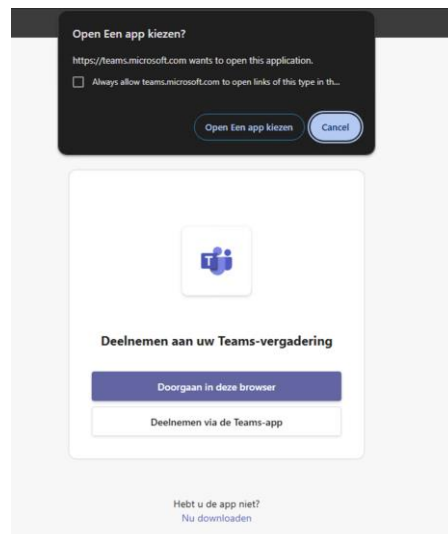 Open Een app kiezen?
https://teams.microsoft.com wants to open this application.
Always allow teams.microsoft.com to open links of this type in th...
Open Een app kiezen
Cancel
T
Deelnemen aan uw Teams-vergadering
Doorgaan in deze browser
Deelnemen via de Teams-app
Hebt u de app niet?
Nu downloaden